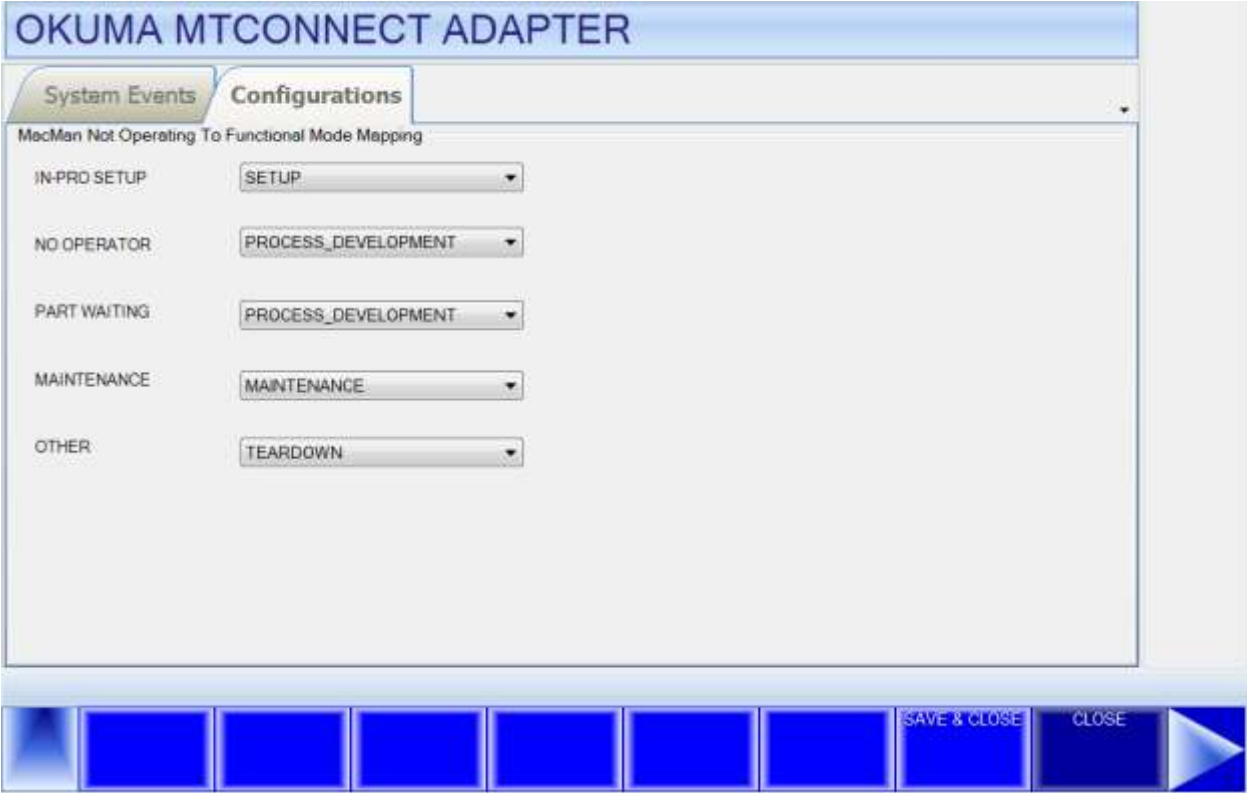 OKUMA MTCONNECT ADAPTER
System Events Configurations
MacMan Not Operating To Functional Mode Mapping
IN-PRO SETUP SETUP
NO OPERATOR PROCESS_DEVELOPMENT
PART WAITING PROCESS_DEVELOPMENT
MAINTENANCE MAINTENANCE
OTHER TEARDOWN
SAVE & CLOSE CLOSE